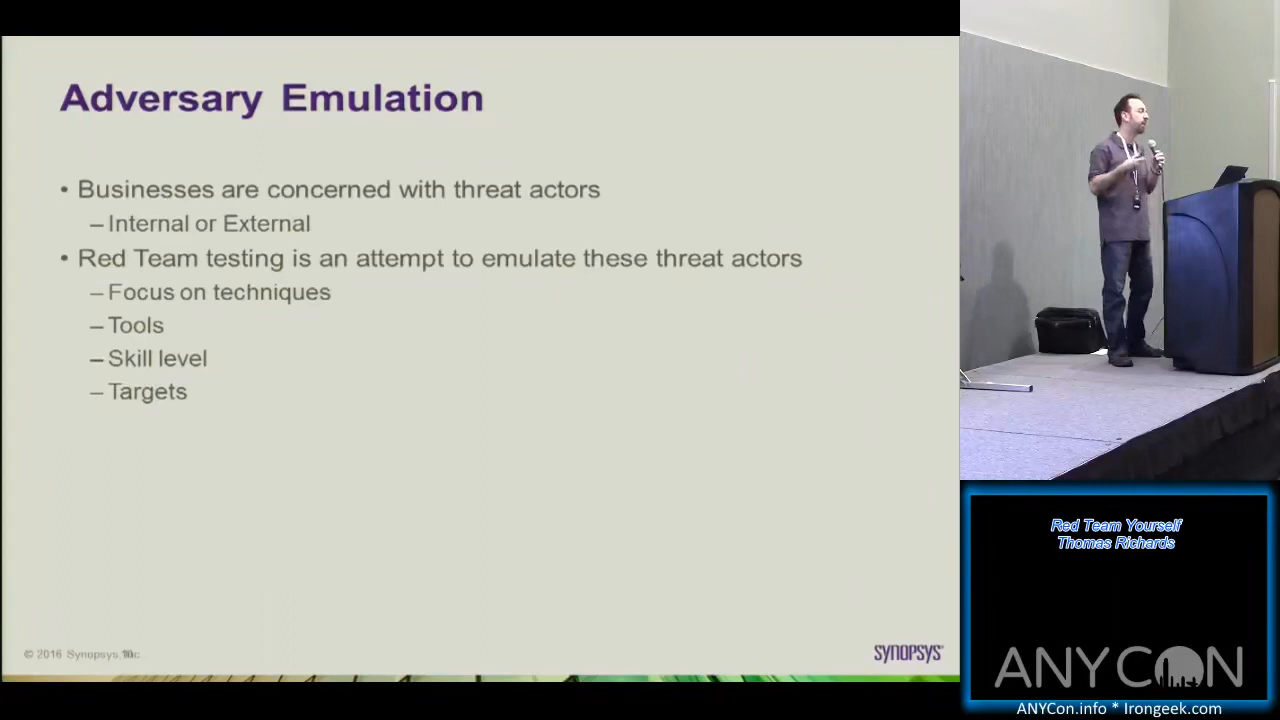 Adversary Emulation
• Businesses are concerned with threat actors
– Internal or External
• Red Team testing is an attempt to emulate these threat actors
– Focus on techniques
– Tools
– Skill level
– Targets
© 2016 Synopsys,
SYNOPSYS®
Red Team Yourself
Thomas Richards
ANYCON
ANYCon.info * Irongeek.com